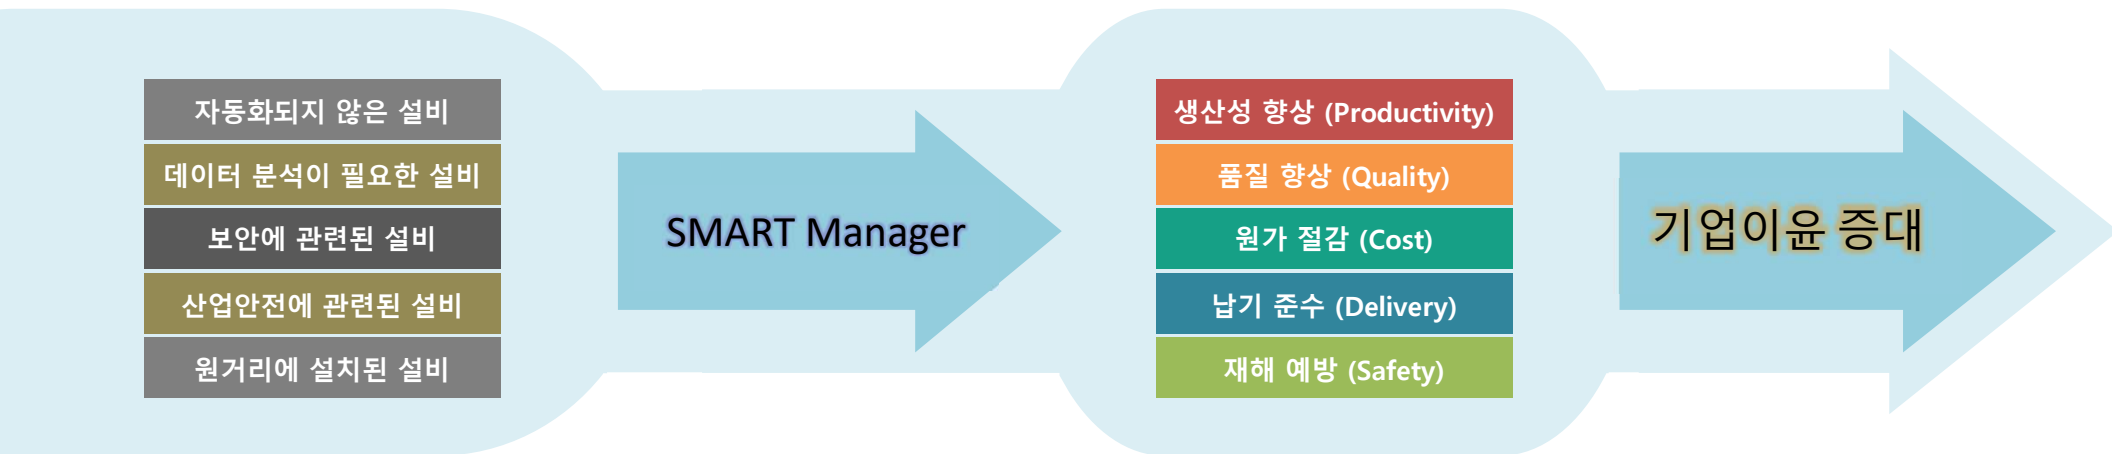 자동화되지 않은 설비
데이터 분석이 필요한 설비
보안에 관련된 설비
산업안전에 관련된 설비
원거리에 설치된 설비
SMART Manager
생산성 향상 (Productivity)
품질 향상 (Quality)
원가 절감 (Cost)
납기 준수 (Delivery)
재해 예방 (Safety)
기업이윤 증대